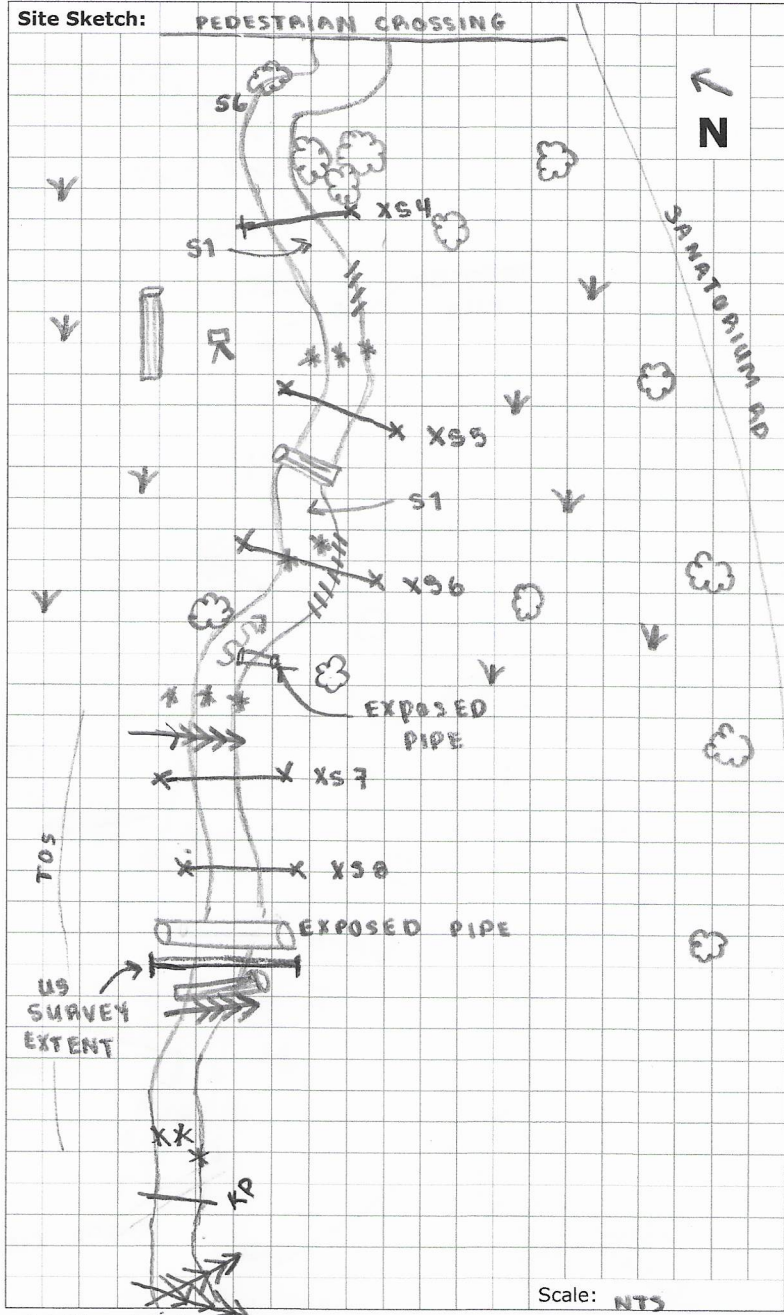 Site Sketch:
PEDESTRIAN CROSSING
S6
N
XS4
S1
SANATORIUM RD
XS5
S1
XS6
EXPOSED
PIPE
XS7
TOS
XS8
EXPOSED PIPE
US
SURVEY
EXTENT
KP
Scale: NTS